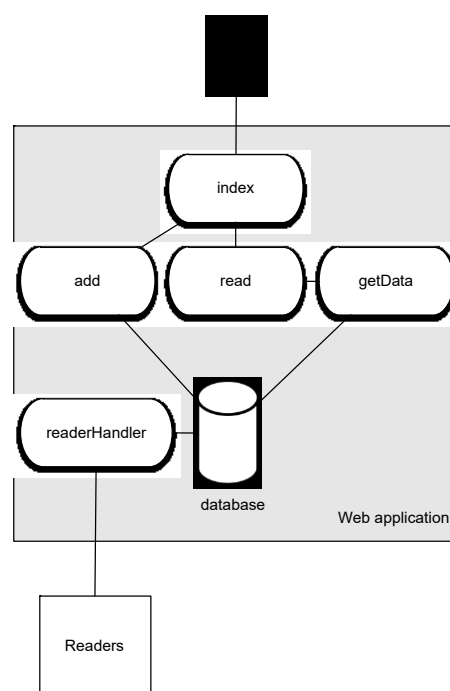 index
add
read
getData
readerHandler
database
Web application
Readers